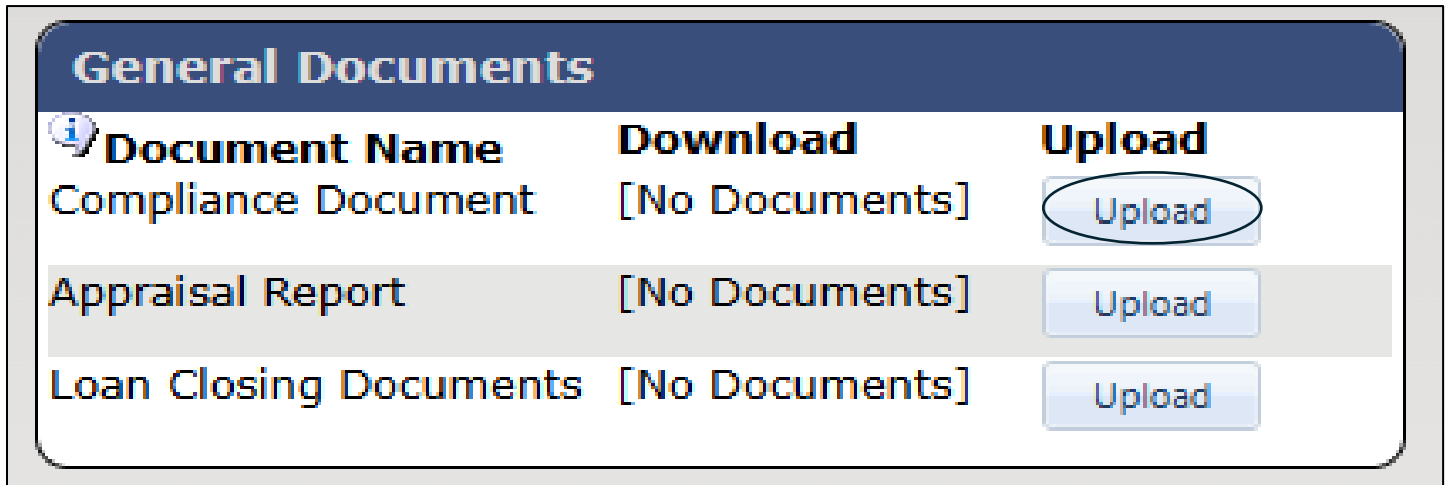 General Documents
Document Name Download Upload
Compliance Document [No Documents] Upload
Appraisal Report [No Documents] Upload
Loan Closing Documents [No Documents] Upload